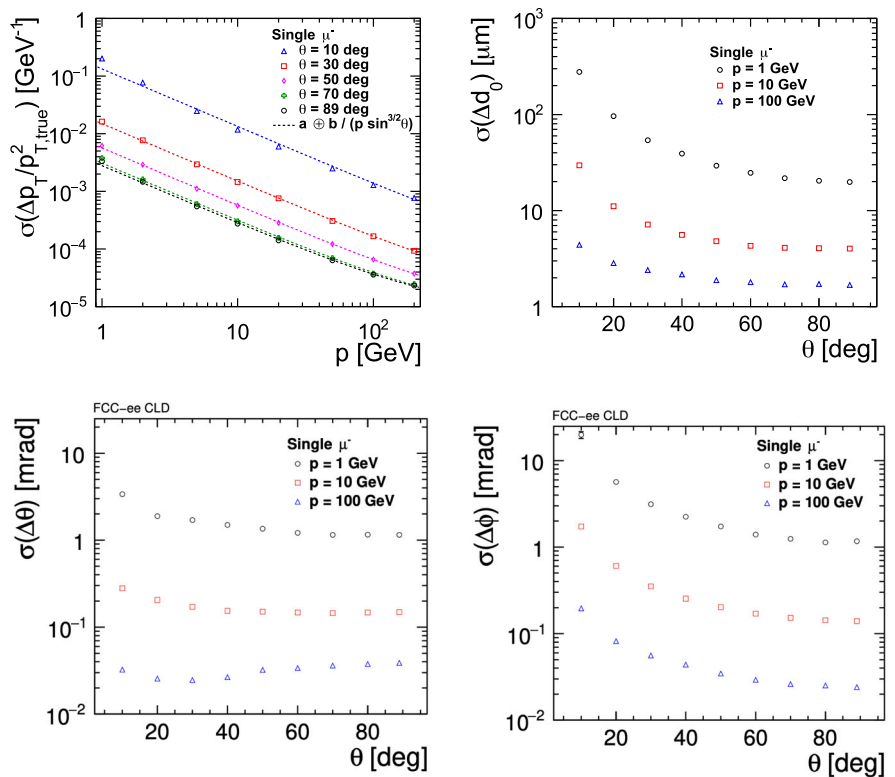 Single μ⁻
θ = 10 deg
θ = 30 deg
θ = 50 deg
θ = 70 deg
θ = 89 deg
a ⊕ b / (p sin³ᐟ²θ)
σ(Δp_T/p²_T,true) [GeV⁻¹]
10⁻¹
10⁻²
10⁻³
10⁻⁴
10⁻⁵
1 10 10²
p [GeV]
Single μ⁻
p = 1 GeV
p = 10 GeV
p = 100 GeV
σ(Δd₀) [μm]
10³
10²
10
1
20 40 60 80
θ [deg]
FCC-ee CLD
Single μ⁻
p = 1 GeV
p = 10 GeV
p = 100 GeV
σ(Δθ) [mrad]
10
1
10⁻¹
10⁻²
20 40 60 80
θ [deg]
FCC-ee CLD
Single μ⁻
p = 1 GeV
p = 10 GeV
p = 100 GeV
σ(Δϕ) [mrad]
10
1
10⁻¹
10⁻²
20 40 60 80
θ [deg]